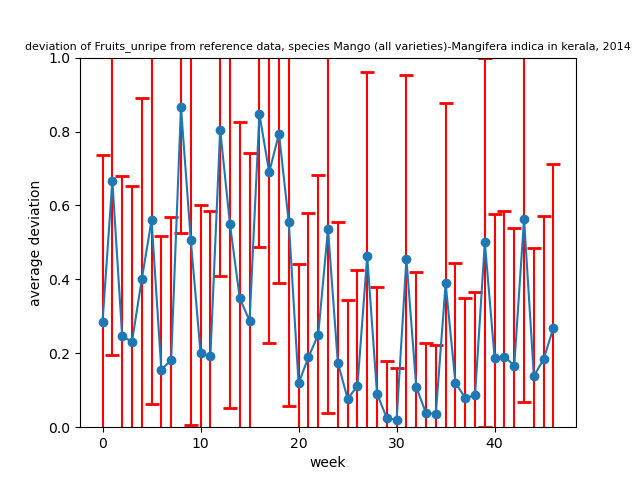 deviation of Fruits_unripe from reference data, species Mango (all varieties)-Mangifera indica in kerala, 2014
1.0
0.8
0.6
0.4
0.2
0.0
average deviation
0 10 20 30 40
week